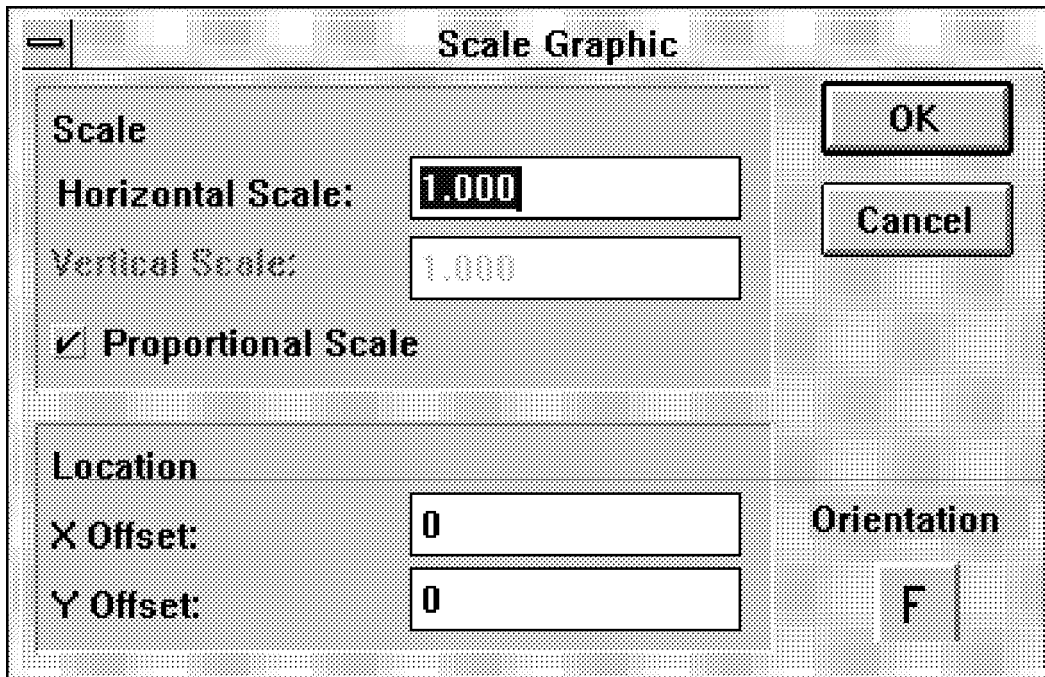 Scale Graphic
Scale
Horizontal Scale: 1.000
Vertical Scale: 1.000
Proportional Scale
OK
Cancel
Location
X Offset: 0
Y Offset: 0
Orientation
F